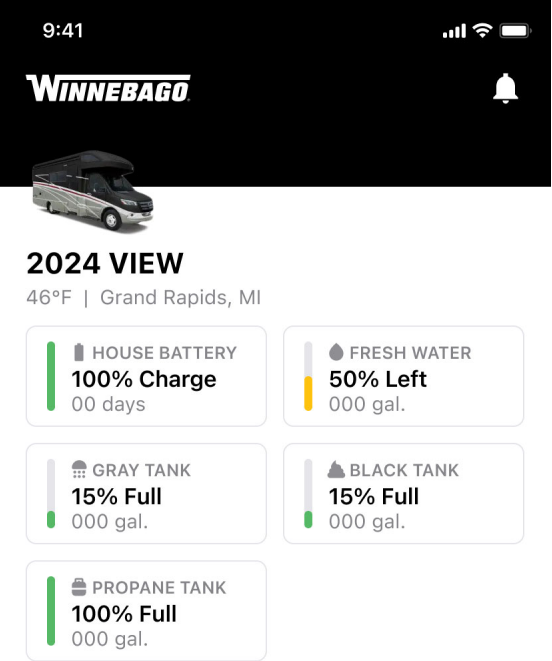 9:41
WINNEBAGO
2024 VIEW
46°F | Grand Rapids, MI
HOUSE BATTERY
100% Charge
00 days
FRESH WATER
50% Left
000 gal.
GRAY TANK
15% Full
000 gal.
BLACK TANK
15% Full
000 gal.
PROPANE TANK
100% Full
000 gal.